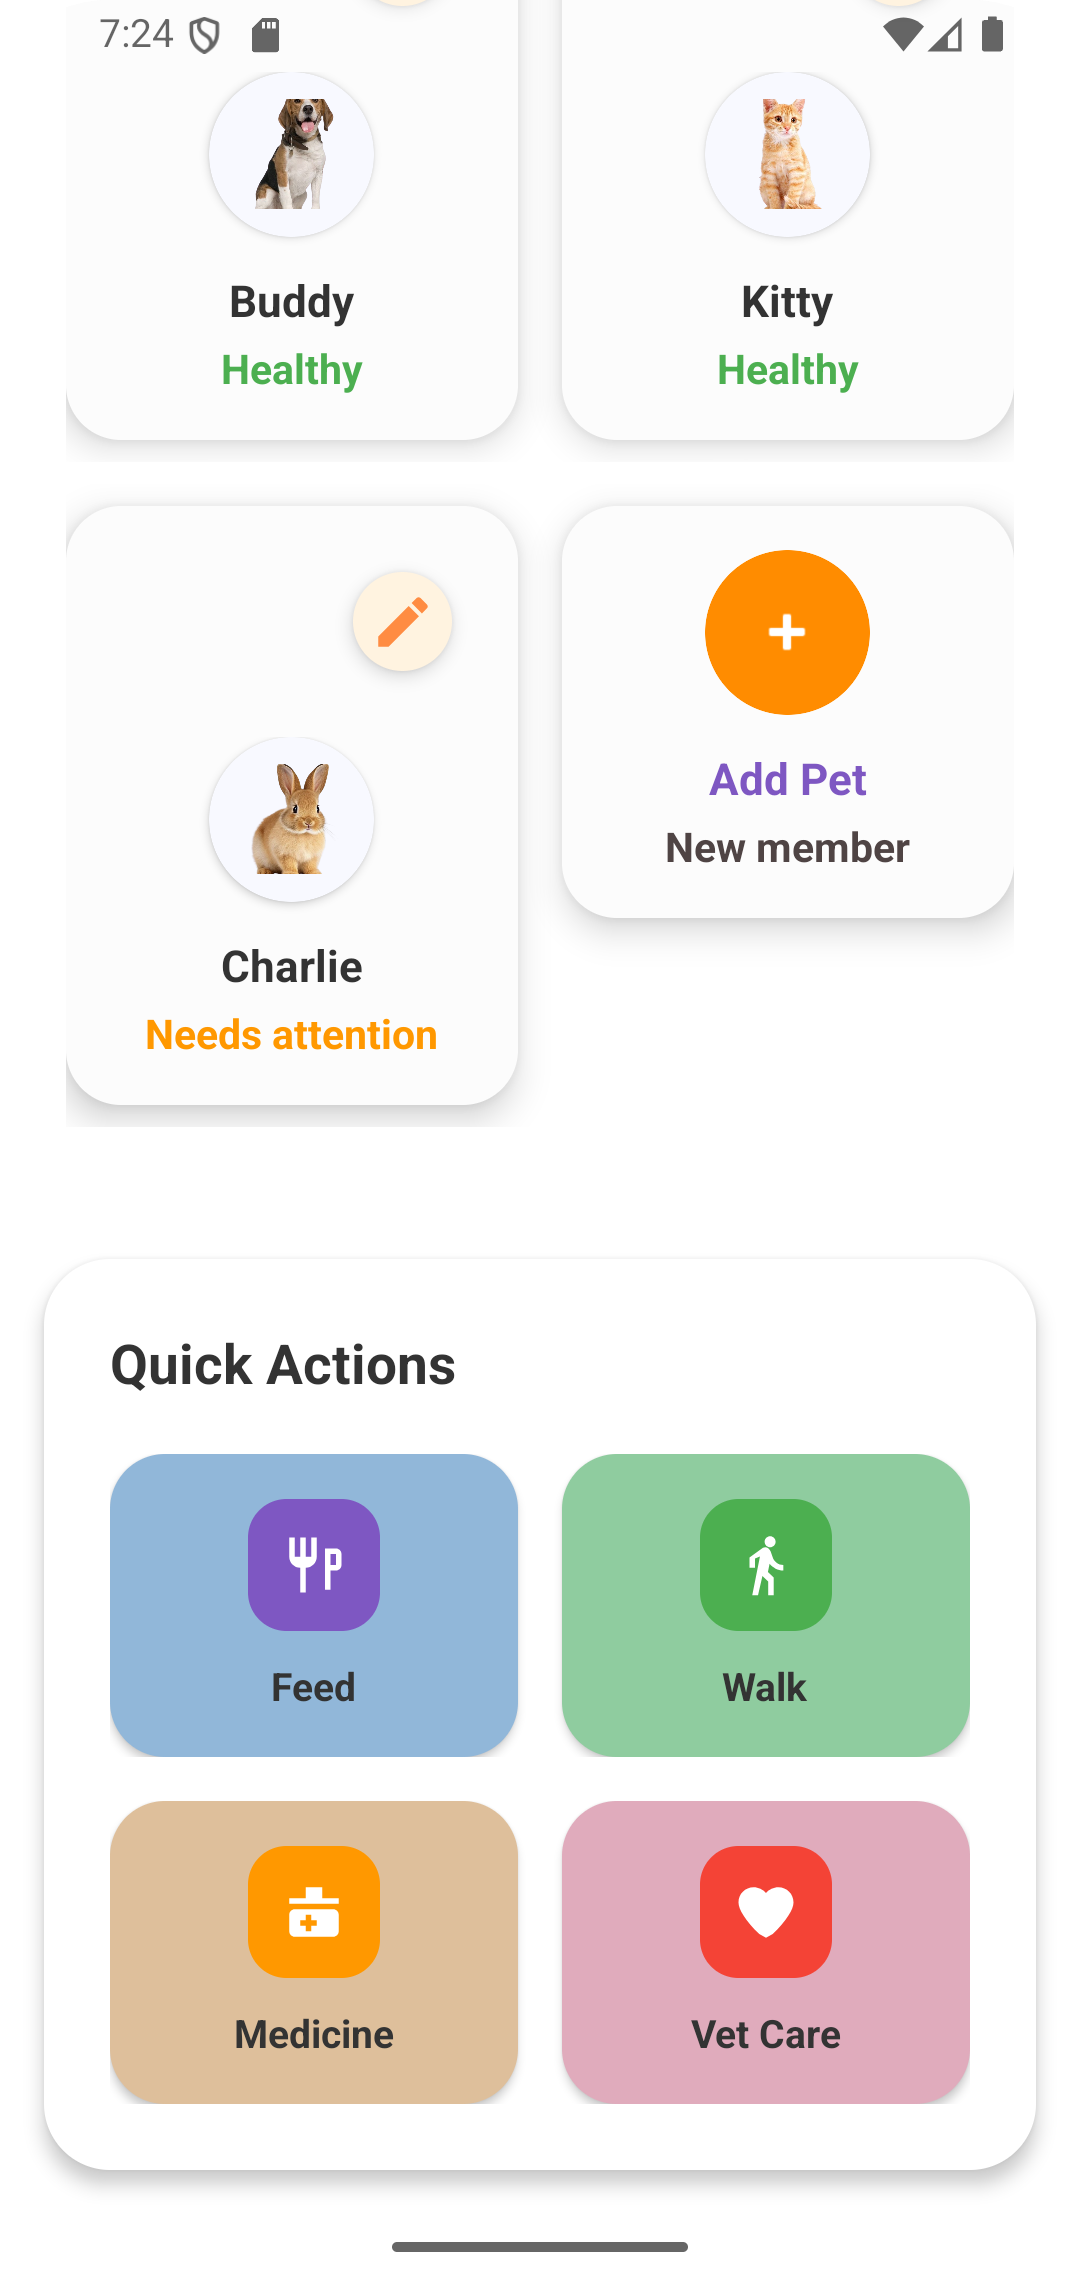 7:24
Buddy
Healthy
Kitty
Healthy
Charlie
Needs attention
Add Pet
New member
Quick Actions
Feed
Walk
Medicine
Vet Care